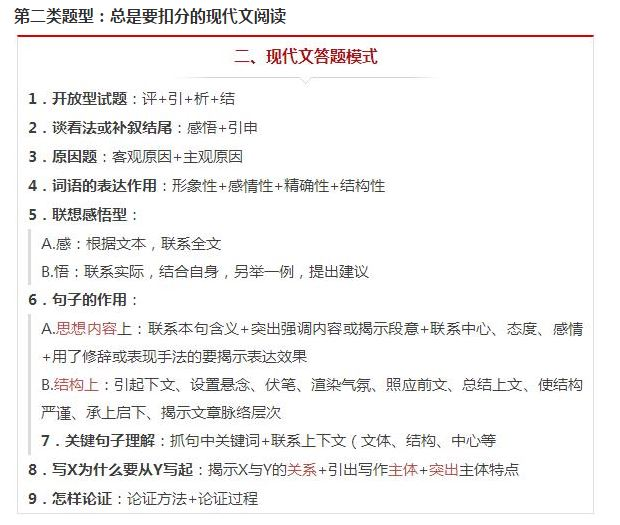 第二类题型：总是要扣分的现代文阅读
二、现代文答题模式
1．开放型试题：评+引+析+结
2．谈看法或补叙结尾：感悟+引申
3．原因题：客观原因+主观原因
4．词语的表达作用：形象性+感情性+精确性+结构性
5．联想感悟型：
A.感：根据文本，联系全文
B.悟：联系实际，结合自身，另举一例，提出建议
6．句子的作用：
A.思想内容上：联系本句含义+突出强调内容或揭示段意+联系中心、态度、感情
+用了修辞或表现手法的要揭示表达效果
B.结构上：引起下文、设置悬念、伏笔、渲染气氛、照应前文、总结上文、使结构
严谨、承上启下、揭示文章脉络层次
7．关键句子理解：抓句中关键词+联系上下文（文体、结构、中心等
8．写X为什么要从Y写起：揭示X与Y的关系+引出写作主体+突出主体特点
9．怎样论证：论证方法+论证过程